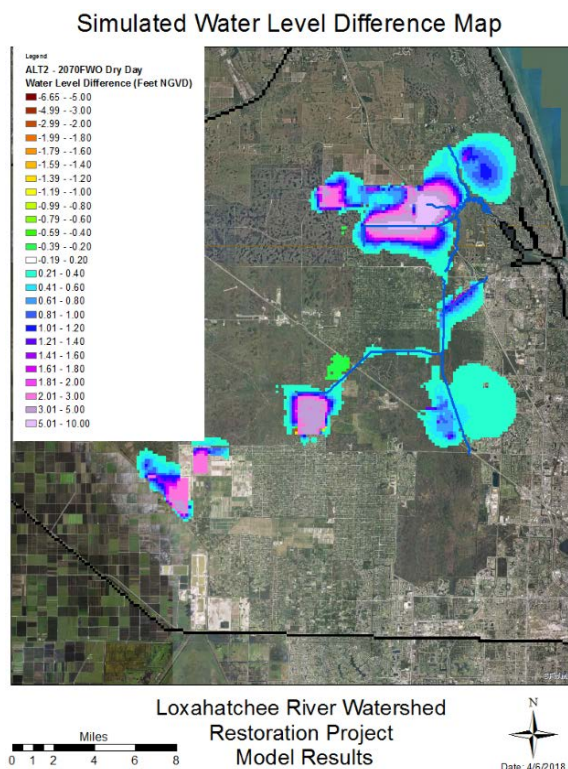 Simulated Water Level Difference Map
Legend
ALT2 - 2070FWO Dry Day
Water Level Difference (Feet NGVD)
-6.65 - -5.00
-4.99 - -3.00
-2.99 - -2.00
-1.99 - -1.80
-1.79 - -1.60
-1.59 - -1.40
-1.39 - -1.20
-1.19 - -1.00
-0.99 - -0.80
-0.79 - -0.60
-0.59 - -0.40
-0.39 - -0.20
-0.19 - 0.20
0.21 - 0.40
0.41 - 0.60
0.61 - 0.80
0.81 - 1.00
1.01 - 1.20
1.21 - 1.40
1.41 - 1.60
1.61 - 1.80
1.81 - 2.00
2.01 - 3.00
3.01 - 5.00
5.01 - 10.00
Loxahatchee River Watershed
Restoration Project
Model Results
Miles
0 1 2 4 6 8
N
Date: 4/6/2018